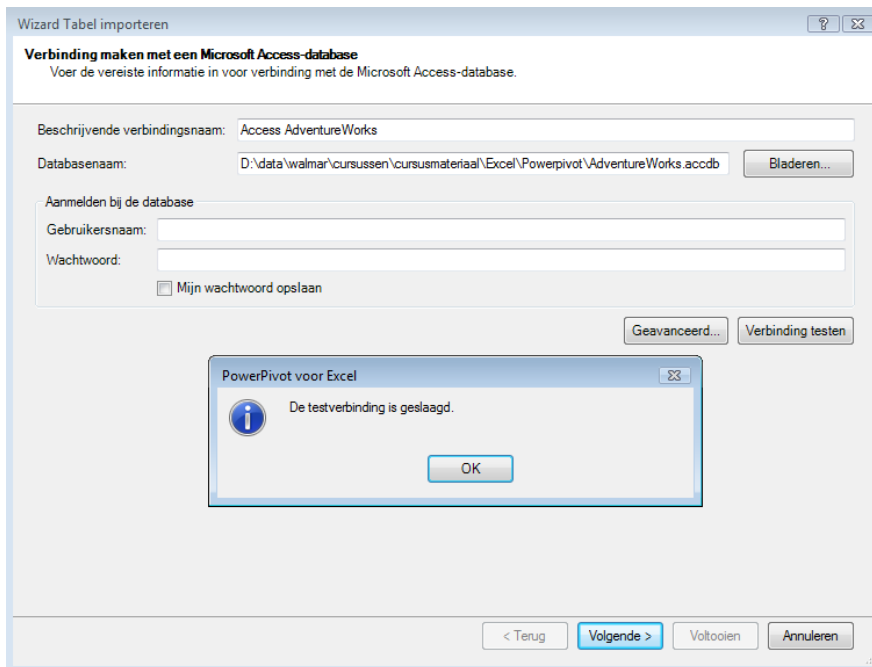 Wizard Tabel importeren
Verbinding maken met een Microsoft Access-database
Voer de vereiste informatie in voor verbinding met de Microsoft Access-database.
Beschrijvende verbindingsnaam: Access AdventureWorks
Databasenaam: D:\data\walmar\cursussen\cursusmateriaal\Excel\Powerpivot\AdventureWorks.accdb Bladeren...
Aanmelden bij de database
Gebruikersnaam:
Wachtwoord:
Mijn wachtwoord opslaan
Geavanceerd... Verbinding testen
PowerPivot voor Excel
De testverbinding is geslaagd.
OK
< Terug Volgende > Voltooien Annuleren